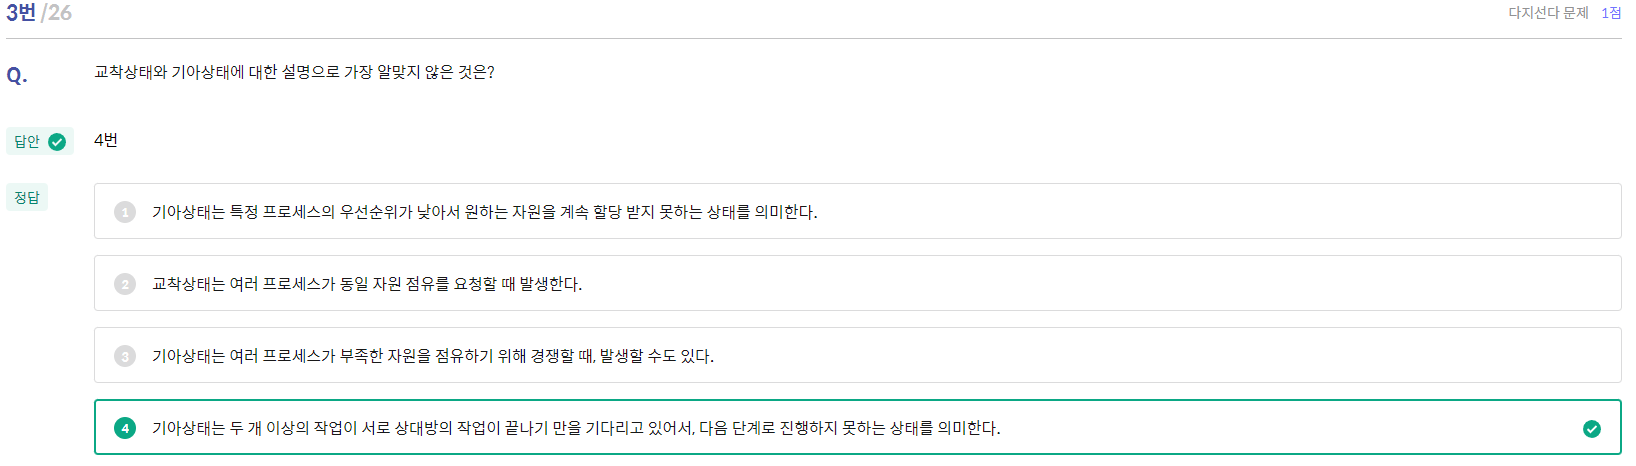 3번 /26
다지선다 문제 1점
Q. 교착상태와 기아상태에 대한 설명으로 가장 알맞지 않은 것은?
답안 4번
정답
1 기아상태는 특정 프로세스의 우선순위가 낮아서 원하는 자원을 계속 할당 받지 못하는 상태를 의미한다.
2 교착상태는 여러 프로세스가 동일 자원 점유를 요청할 때 발생한다.
3 기아상태는 여러 프로세스가 부족한 자원을 점유하기 위해 경쟁할 때, 발생할 수도 있다.
4 기아상태는 두 개 이상의 작업이 서로 상대방의 작업이 끝나기 만을 기다리고 있어서, 다음 단계로 진행하지 못하는 상태를 의미한다.